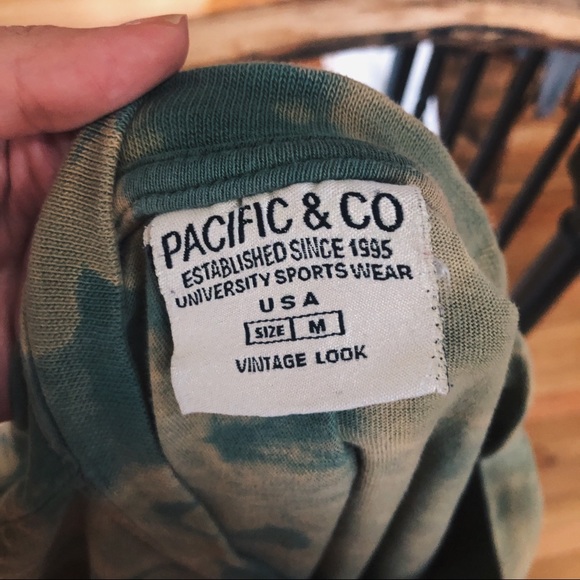 PACIFIC & CO
ESTABLISHED SINCE 1995
UNIVERSITY SPORTS WEAR
USA
SIZE M
VINTAGE LOOK